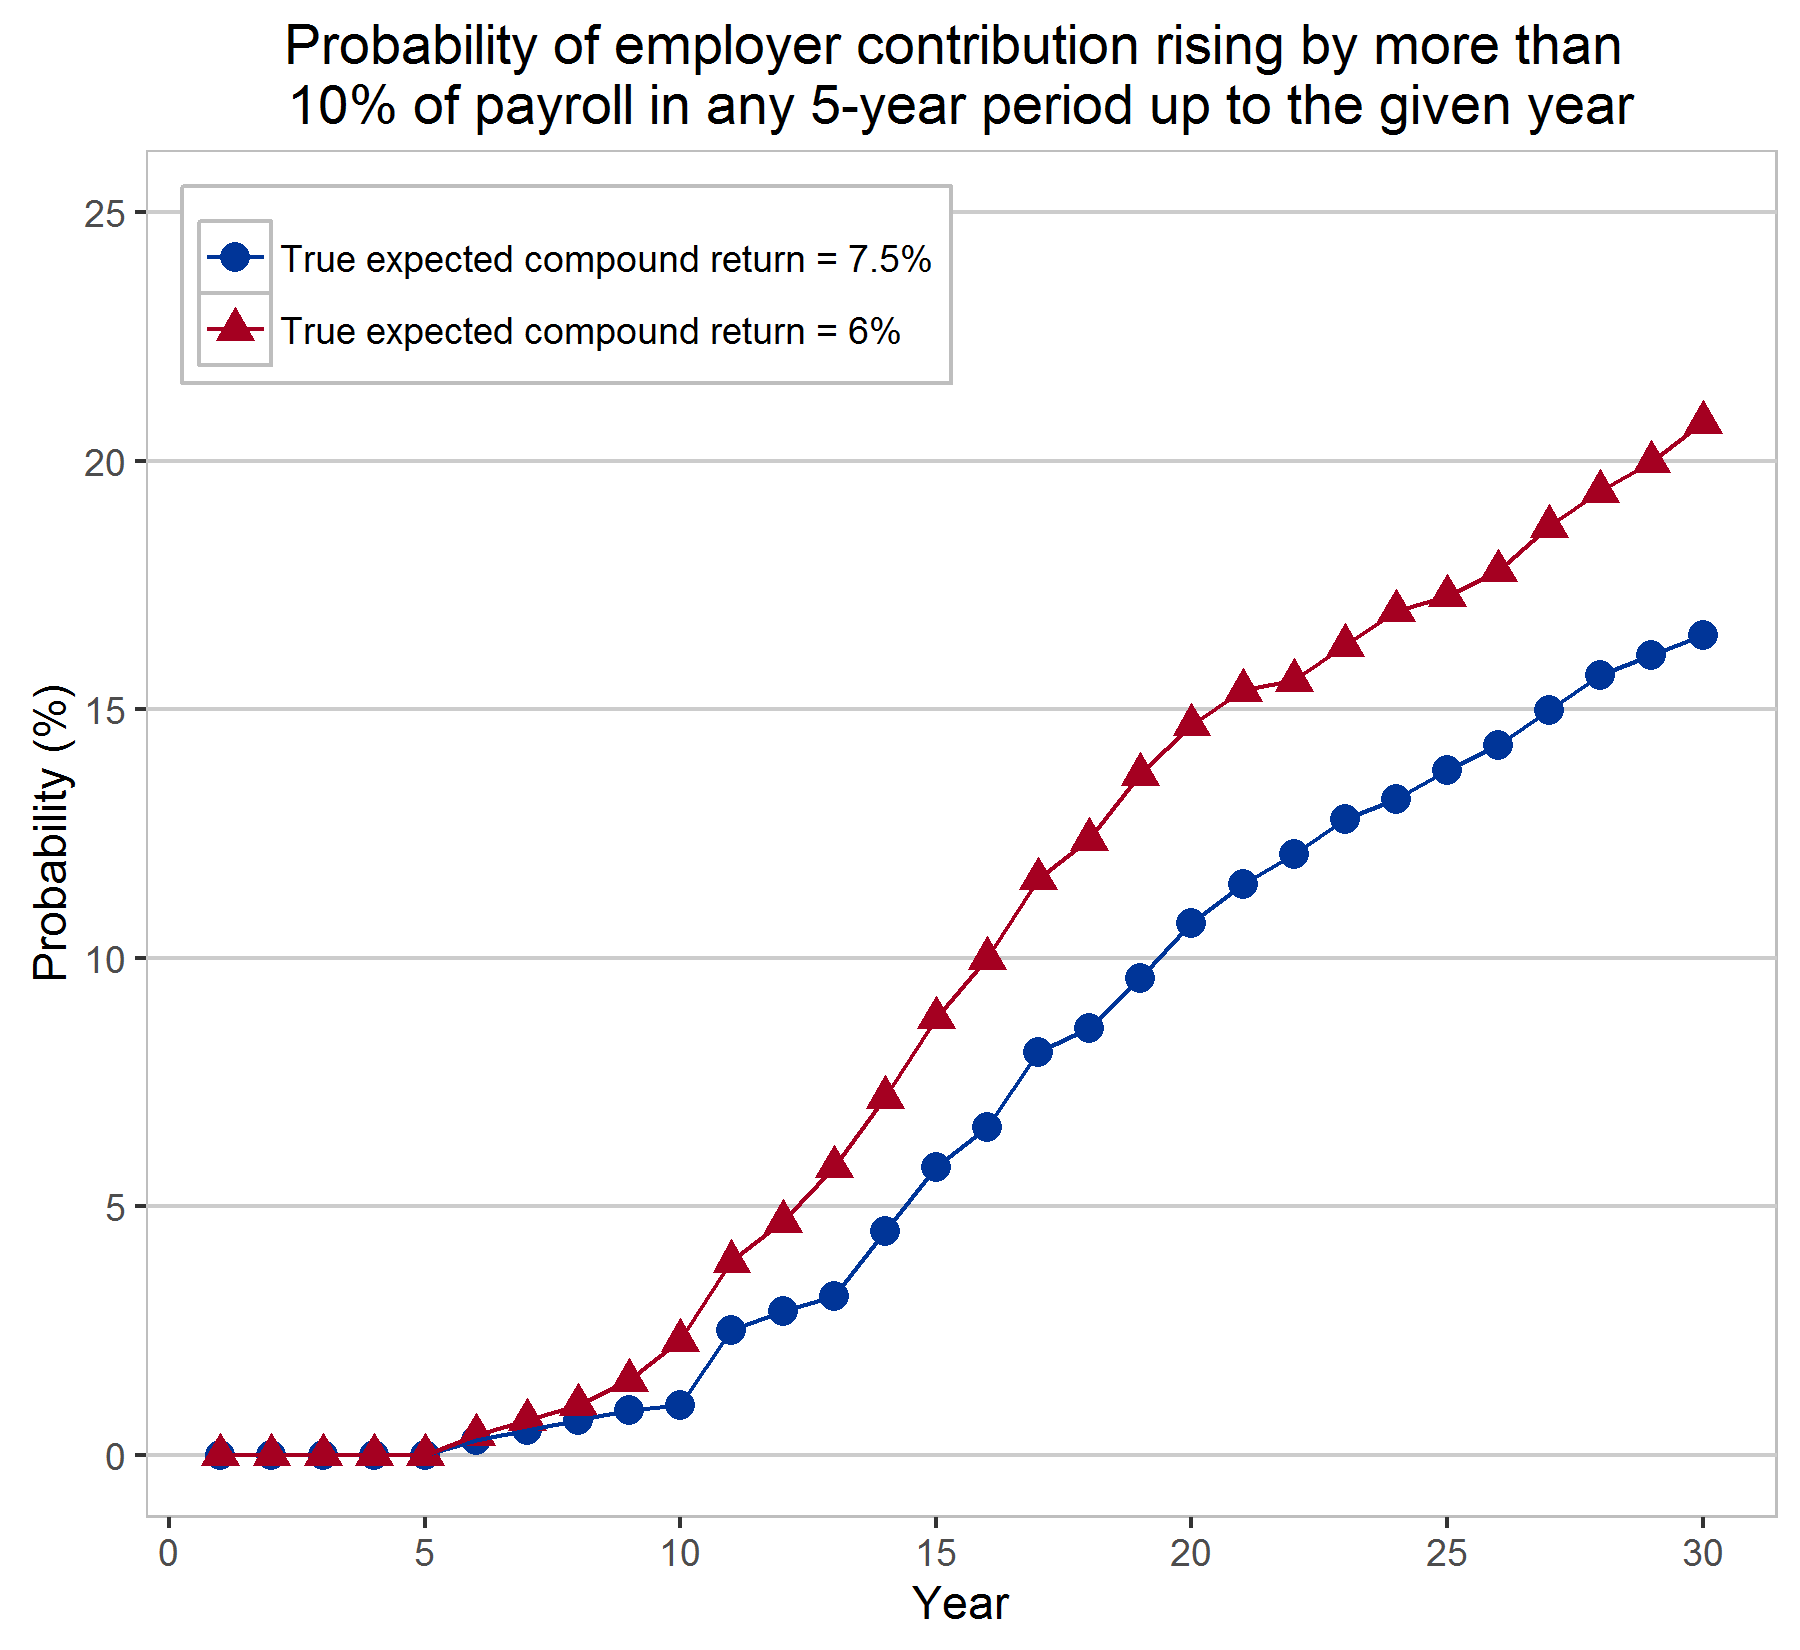 Probability of employer contribution rising by more than
10% of payroll in any 5-year period up to the given year
25
True expected compound return = 7.5%
True expected compound return = 6%
20
15
Probability (%)
10
5
0
0 5 10 15 20 25 30
Year